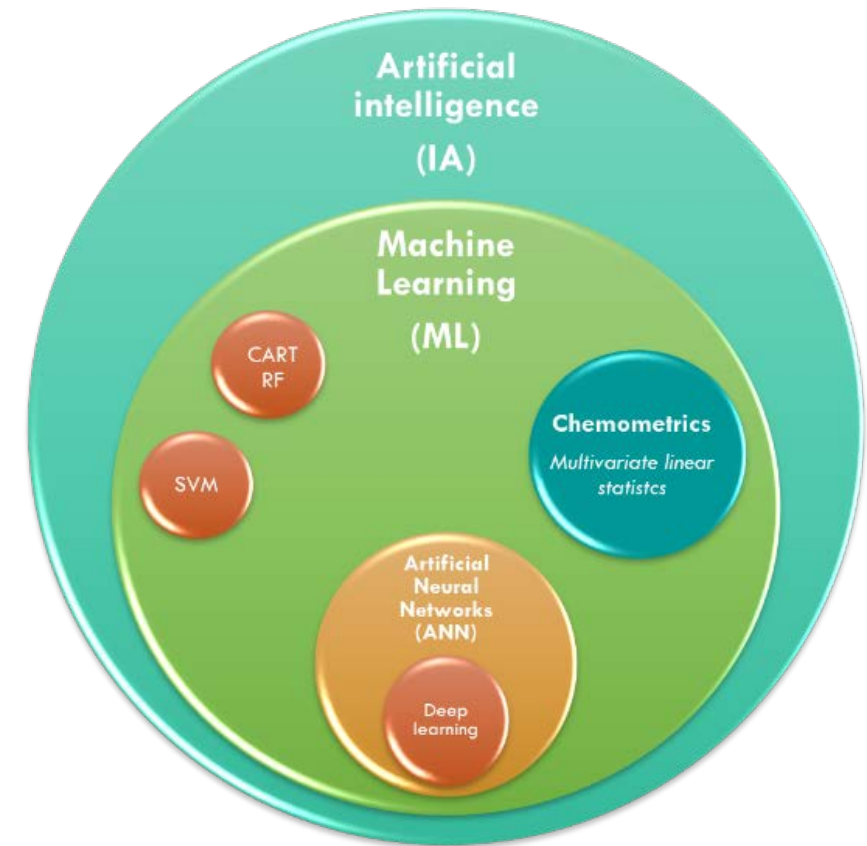 Artificial
intelligence
(IA)
Machine
Learning
(ML)
CART
RF
SVM
Chemometrics
Multivariate linear
statistcs
Artificial
Neural
Networks
(ANN)
Deep
learning